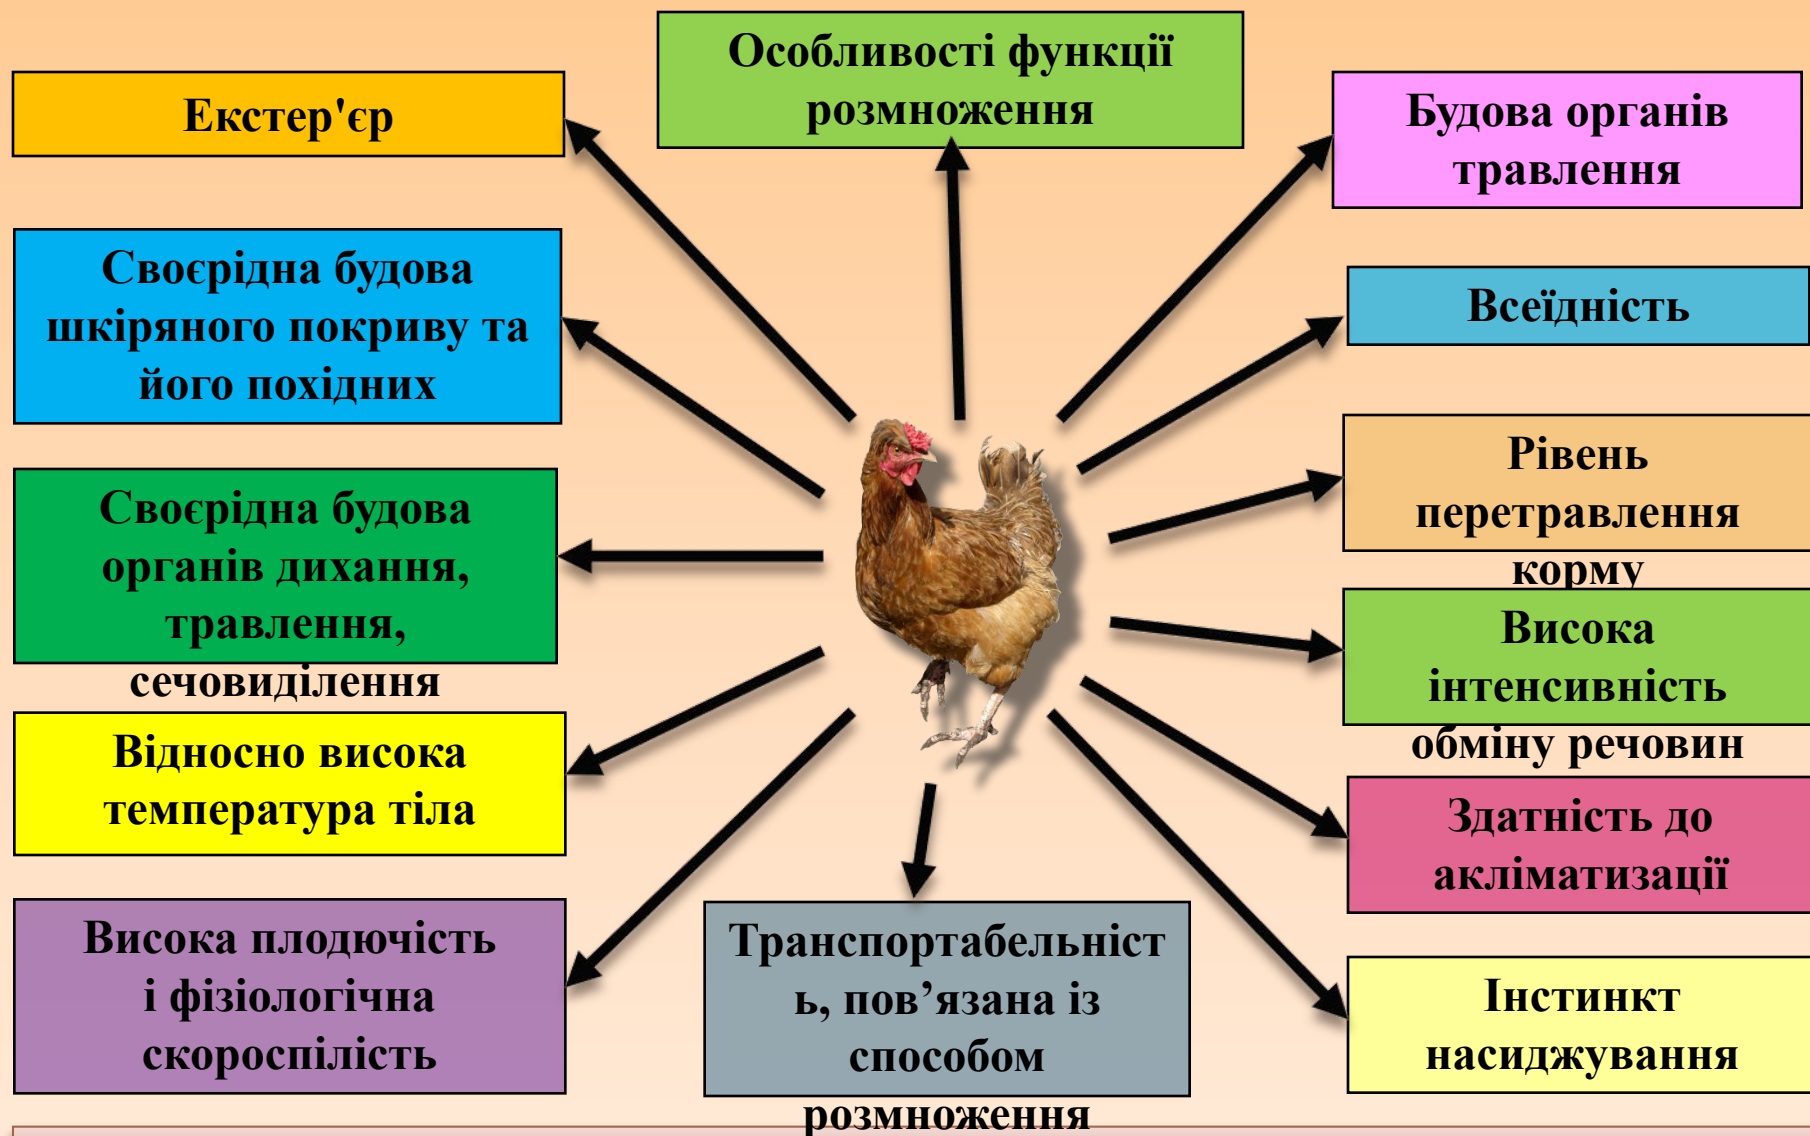 Особливості функції
розмноження
Екстер'єр
Будова органів
травлення
Своєрідна будова
шкіряного покриву та
його похідних
Всеїдність
Рівень
перетравлення
корму
Своєрідна будова
органів дихання,
травлення,
сечовиділення
Висока
інтенсивність
обміну речовин
Відносно висока
температура тіла
Здатність до
акліматизації
Висока плодючість
і фізіологічна
скороспілість
Транспортабельніст
ь, пов’язана із
способом
розмноження
Інстинкт
насиджування